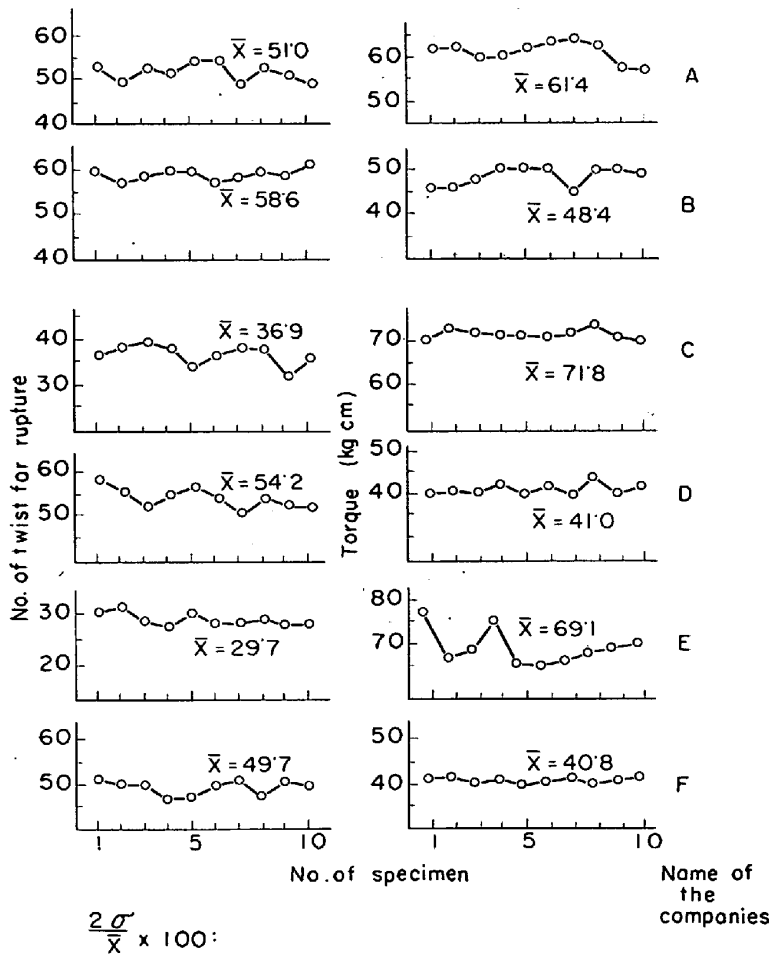 60
50
40
X̄ = 51·0
60
50
X̄ = 61·4
A
60
50
40
X̄ = 58·6
50
40
X̄ = 48·4
B
40
30
X̄ = 36·9
70
60
X̄ = 71·8
C
60
50
X̄ = 54·2
50
40
X̄ = 41·0
D
30
20
X̄ = 29·7
80
70
X̄ = 69·1
E
60
50
X̄ = 49·7
50
40
X̄ = 40·8
F
No. of twist for rupture
Torque (kg cm)
1 5 10
1 5 10
No. of specimen
Name of
the
companies
2σ/X̄ × 100: